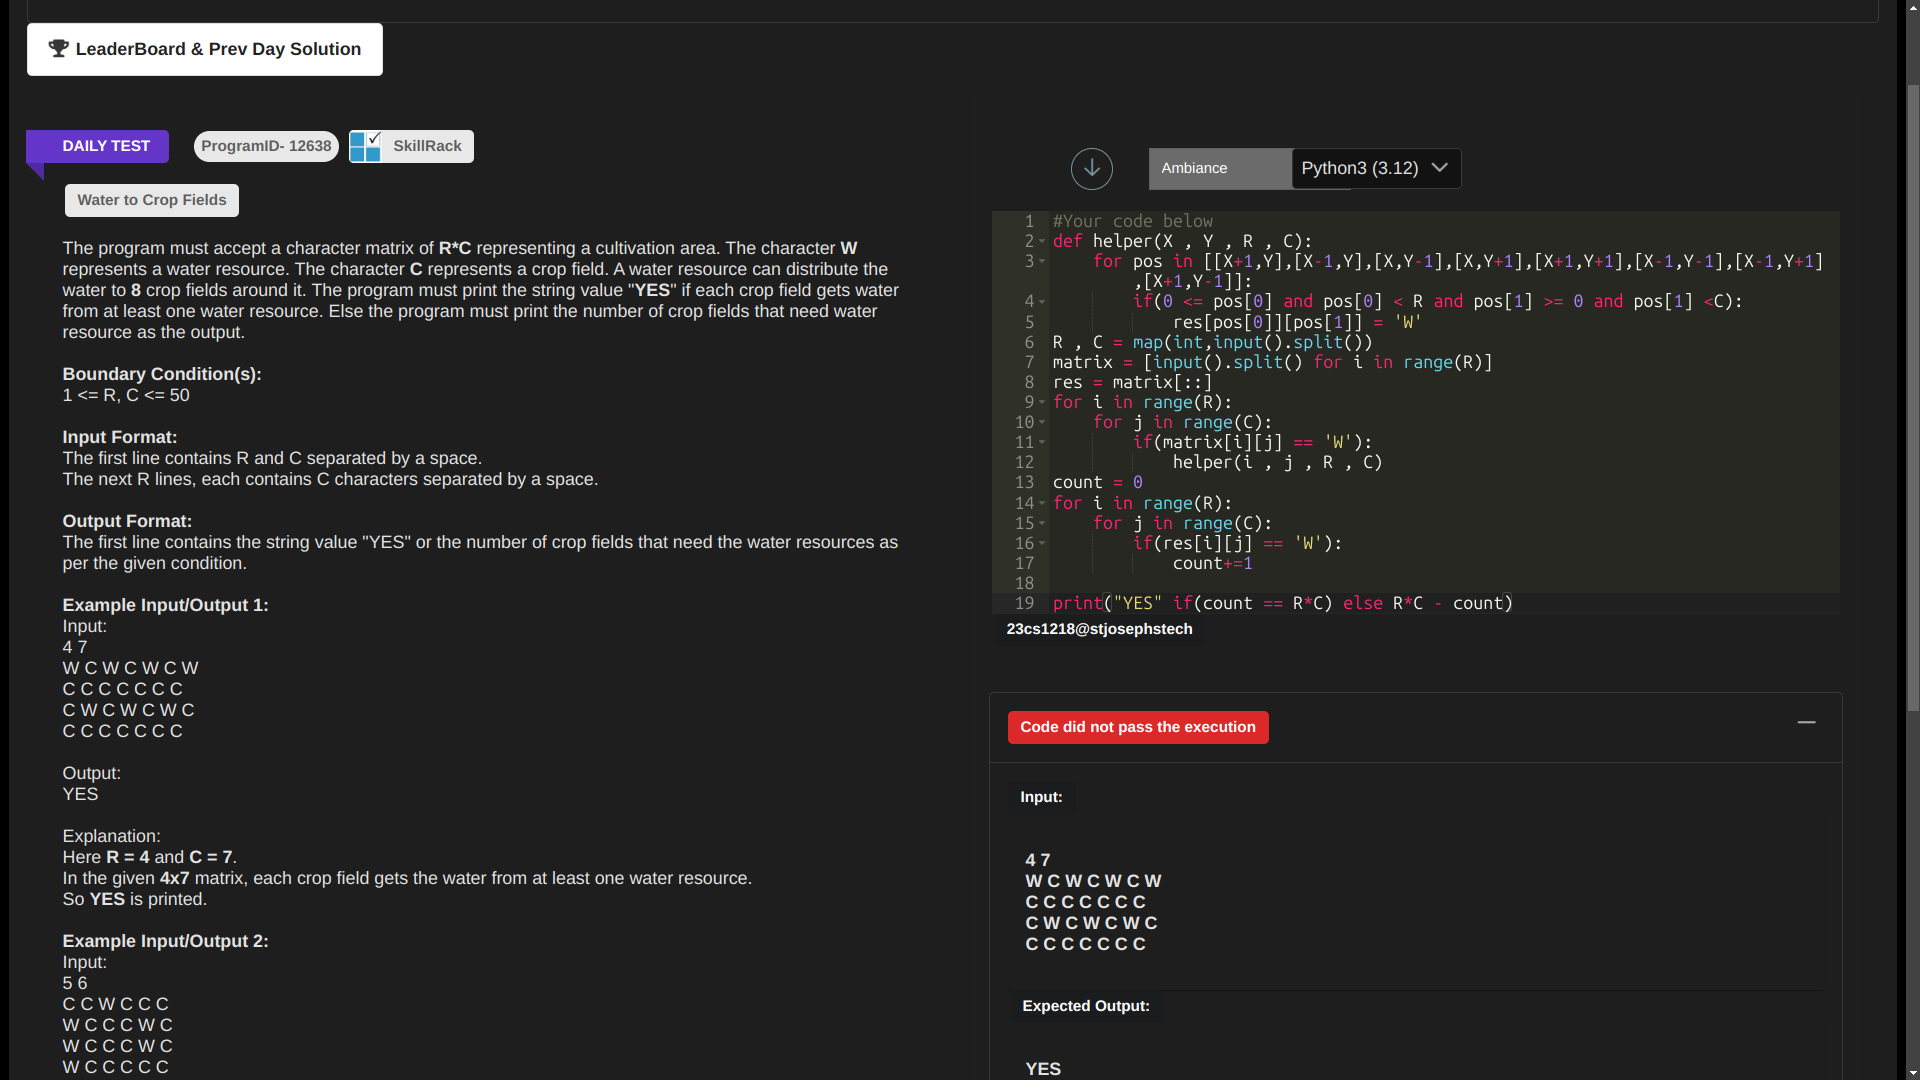 LeaderBoard & Prev Day Solution
DAILY TEST
ProgramID- 12638
SkillRack
Water to Crop Fields
The program must accept a character matrix of R*C representing a cultivation area. The character W
represents a water resource. The character C represents a crop field. A water resource can distribute the
water to 8 crop fields around it. The program must print the string value "YES" if each crop field gets water
from at least one water resource. Else the program must print the number of crop fields that need water
resource as the output.
Boundary Condition(s):
1 <= R, C <= 50
Input Format:
The first line contains R and C separated by a space.
The next R lines, each contains C characters separated by a space.
Output Format:
The first line contains the string value "YES" or the number of crop fields that need the water resources as
per the given condition.
Example Input/Output 1:
Input:
4 7
W C W C W C W
C C C C C C C
C W C W C W C
C C C C C C C
Output:
YES
Explanation:
Here R = 4 and C = 7.
In the given 4x7 matrix, each crop field gets the water from at least one water resource.
So YES is printed.
Example Input/Output 2:
Input:
5 6
C C W C C C
W C C C W C
W C C C W C
W C C C C C
Ambiance
Python3 (3.12)
1 #Your code below
2 def helper(X , Y , R , C):
3 for pos in [[X+1,Y],[X-1,Y],[X,Y-1],[X,Y+1],[X+1,Y+1],[X-1,Y-1],[X-1,Y+1]
,[X+1,Y-1]]:
4 if(0 <= pos[0] and pos[0] < R and pos[1] >= 0 and pos[1] <C):
5 res[pos[0]][pos[1]] = 'W'
6 R , C = map(int,input().split())
7 matrix = [input().split() for i in range(R)]
8 res = matrix[::]
9 for i in range(R):
10 for j in range(C):
11 if(matrix[i][j] == 'W'):
12 helper(i , j , R , C)
13 count = 0
14 for i in range(R):
15 for j in range(C):
16 if(res[i][j] == 'W'):
17 count+=1
18
19 print("YES" if(count == R*C) else R*C - count)
23cs1218@stjosephstech
Code did not pass the execution
Input:
4 7
W C W C W C W
C C C C C C C
C W C W C W C
C C C C C C C
Expected Output:
YES